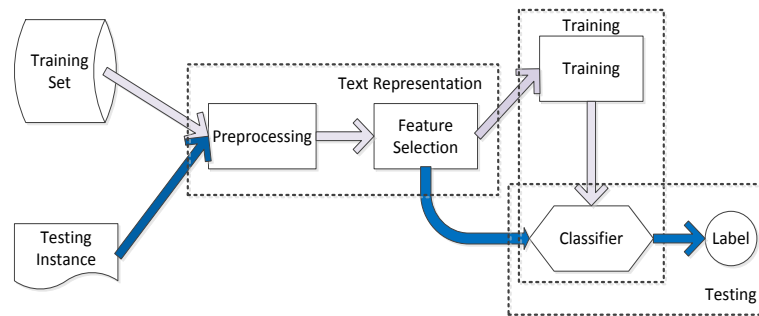 Training
Set
Text Representation
Training
Training
Preprocessing
Feature
Selection
Testing
Instance
Classifier
Label
Testing